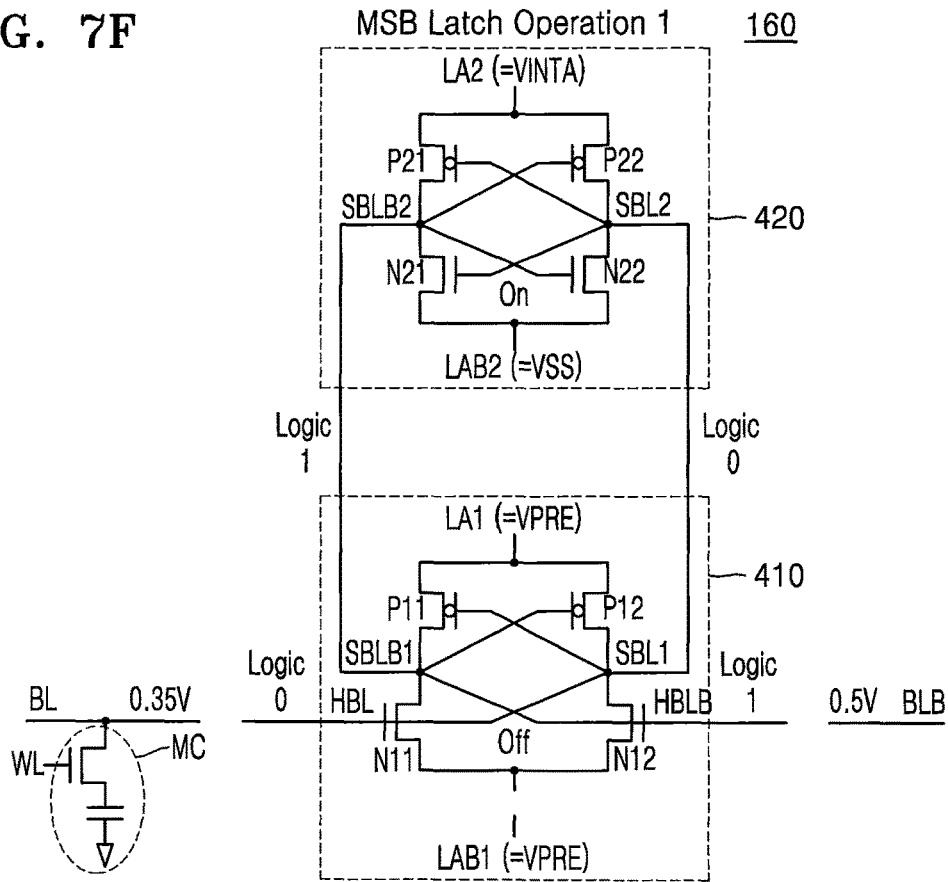 G. 7F
MSB Latch Operation 1
160
LA2 (=VINTA)
P21
P22
SBLB2
SBL2
420
N21
On
N22
LAB2 (=VSS)
Logic
1
Logic
0
LA1 (=VPRE)
410
P11
P12
SBLB1
SBL1
Logic
0
Logic
1
BL
0.35V
HBL
HBLB
0.5V
BLB
MC
WL
N11
Off
N12
LAB1 (=VPRE)